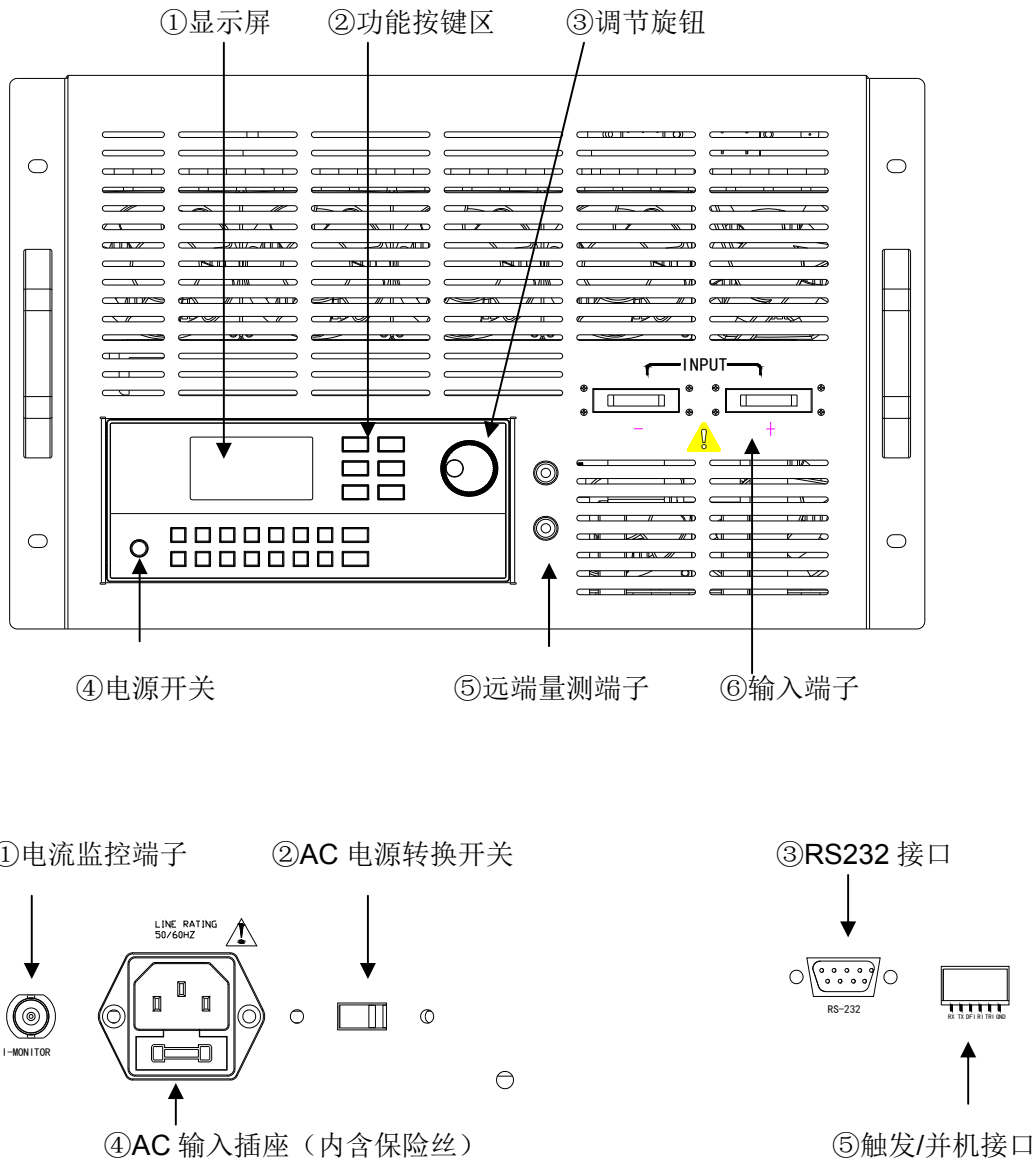 ①显示屏 ②功能按键区 ③调节旋钮
INPUT
- +
④电源开关 ⑤远端量测端子 ⑥输入端子
①电流监控端子 ②AC 电源转换开关 ③RS232 接口
LINE RATING
50/60HZ
I-MONITOR
RS-232
RX TX DFI RI TRI GND
④AC 输入插座（内含保险丝） ⑤触发/并机接口